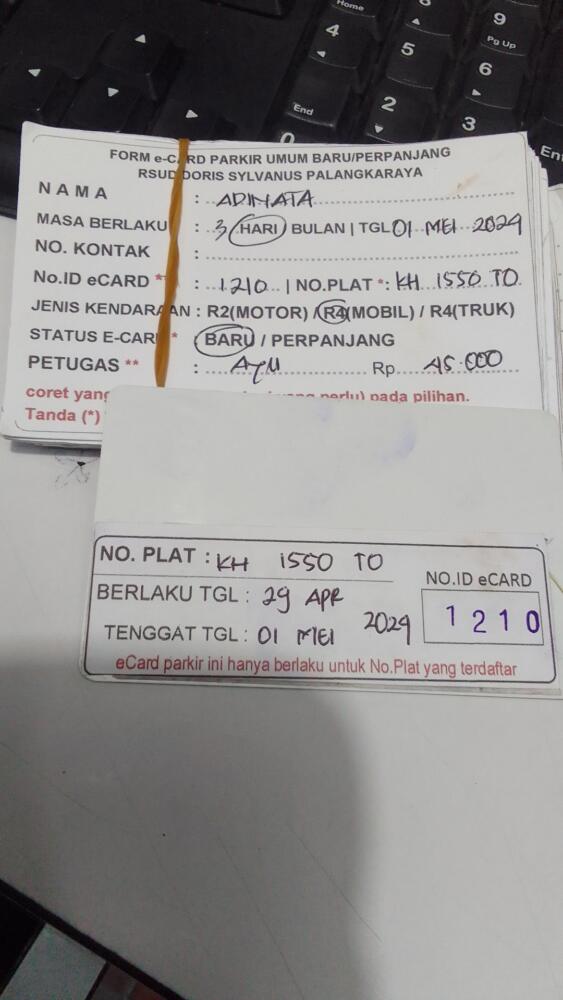 Home
4
8
9
Pg Up
5
6
End
2
3
0
Ent
FORM e-CARD PARKIR UMUM BARU/PERPANJANG
RSUD DORIS SYLVANUS PALANGKARAYA
NAMA : ADINATA
MASA BERLAKU : 3 HARI BULAN | TGL 01 MEI 2024
NO. KONTAK :
No.ID eCARD * : 1210 | NO.PLAT *: KH 1550 TO
JENIS KENDARAAN : R2(MOTOR) / R4(MOBIL) / R4(TRUK)
STATUS E-CARD * BARU / PERPANJANG
PETUGAS ** : AYU Rp 45.000
coret yang perlu) pada pilihan.
Tanda (*)
NO. PLAT : KH 1550 TO
BERLAKU TGL : 29 APR
TENGGAT TGL : 01 MEI 2024
NO.ID eCARD
1210
eCard parkir ini hanya berlaku untuk No.Plat yang terdaftar